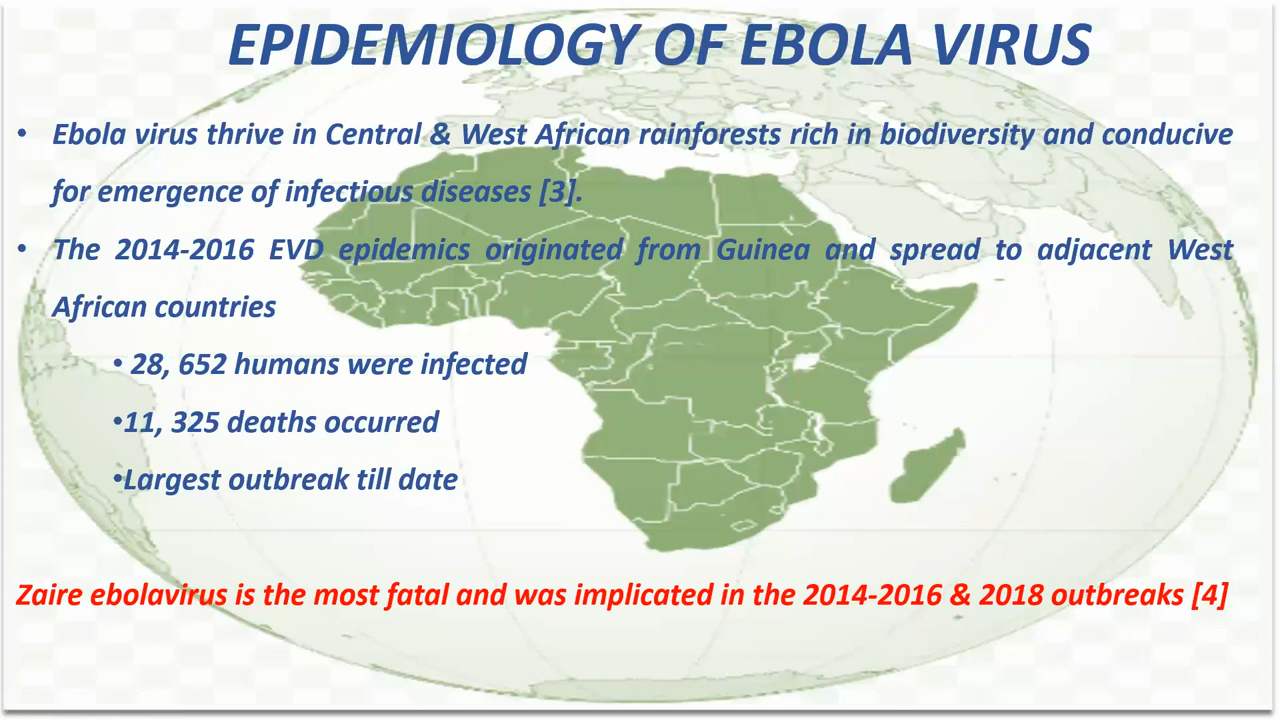 EPIDEMIOLOGY OF EBOLA VIRUS
• Ebola virus thrive in Central & West African rainforests rich in biodiversity and conducive
for emergence of infectious diseases [3].
• The 2014-2016 EVD epidemics originated from Guinea and spread to adjacent West
African countries
• 28, 652 humans were infected
•11, 325 deaths occurred
•Largest outbreak till date
Zaire ebolavirus is the most fatal and was implicated in the 2014-2016 & 2018 outbreaks [4]